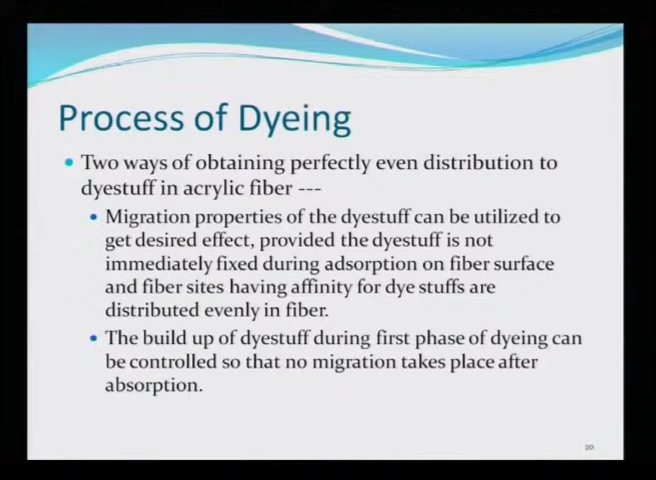 Process of Dyeing
Two ways of obtaining perfectly even distribution to
dyestuff in acrylic fiber ---
Migration properties of the dyestuff can be utilized to
get desired effect, provided the dyestuff is not
immediately fixed during adsorption on fiber surface
and fiber sites having affinity for dye stuffs are
distributed evenly in fiber.
The build up of dyestuff during first phase of dyeing can
be controlled so that no migration takes place after
absorption.
10